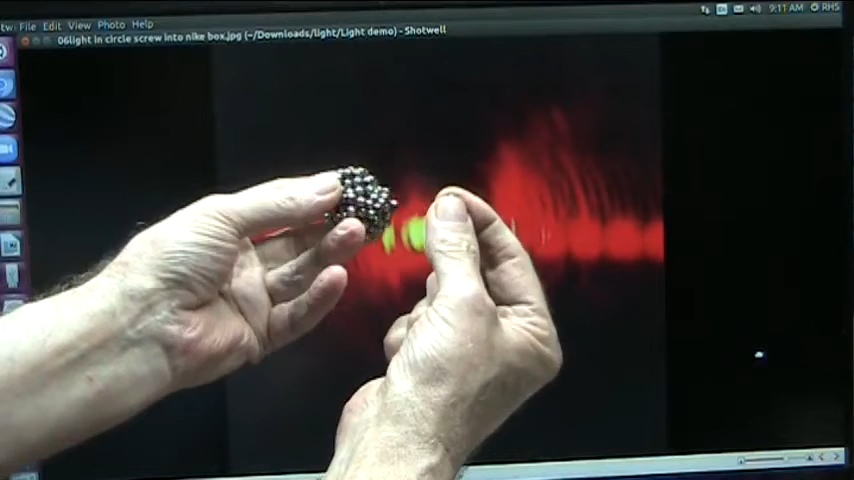 File Edit View Photo Help
9:11 AM RHS
06light in circle screw into nike box.jpg (~/Downloads/light/Light demo) - Shotwell